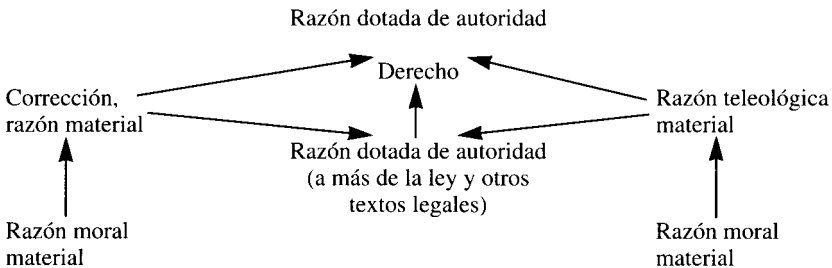 Razón dotada de autoridad
Derecho
Corrección,
razón material
Razón teleológica
material
Razón dotada de autoridad
(a más de la ley y otros
textos legales)
Razón moral
material
Razón moral
material